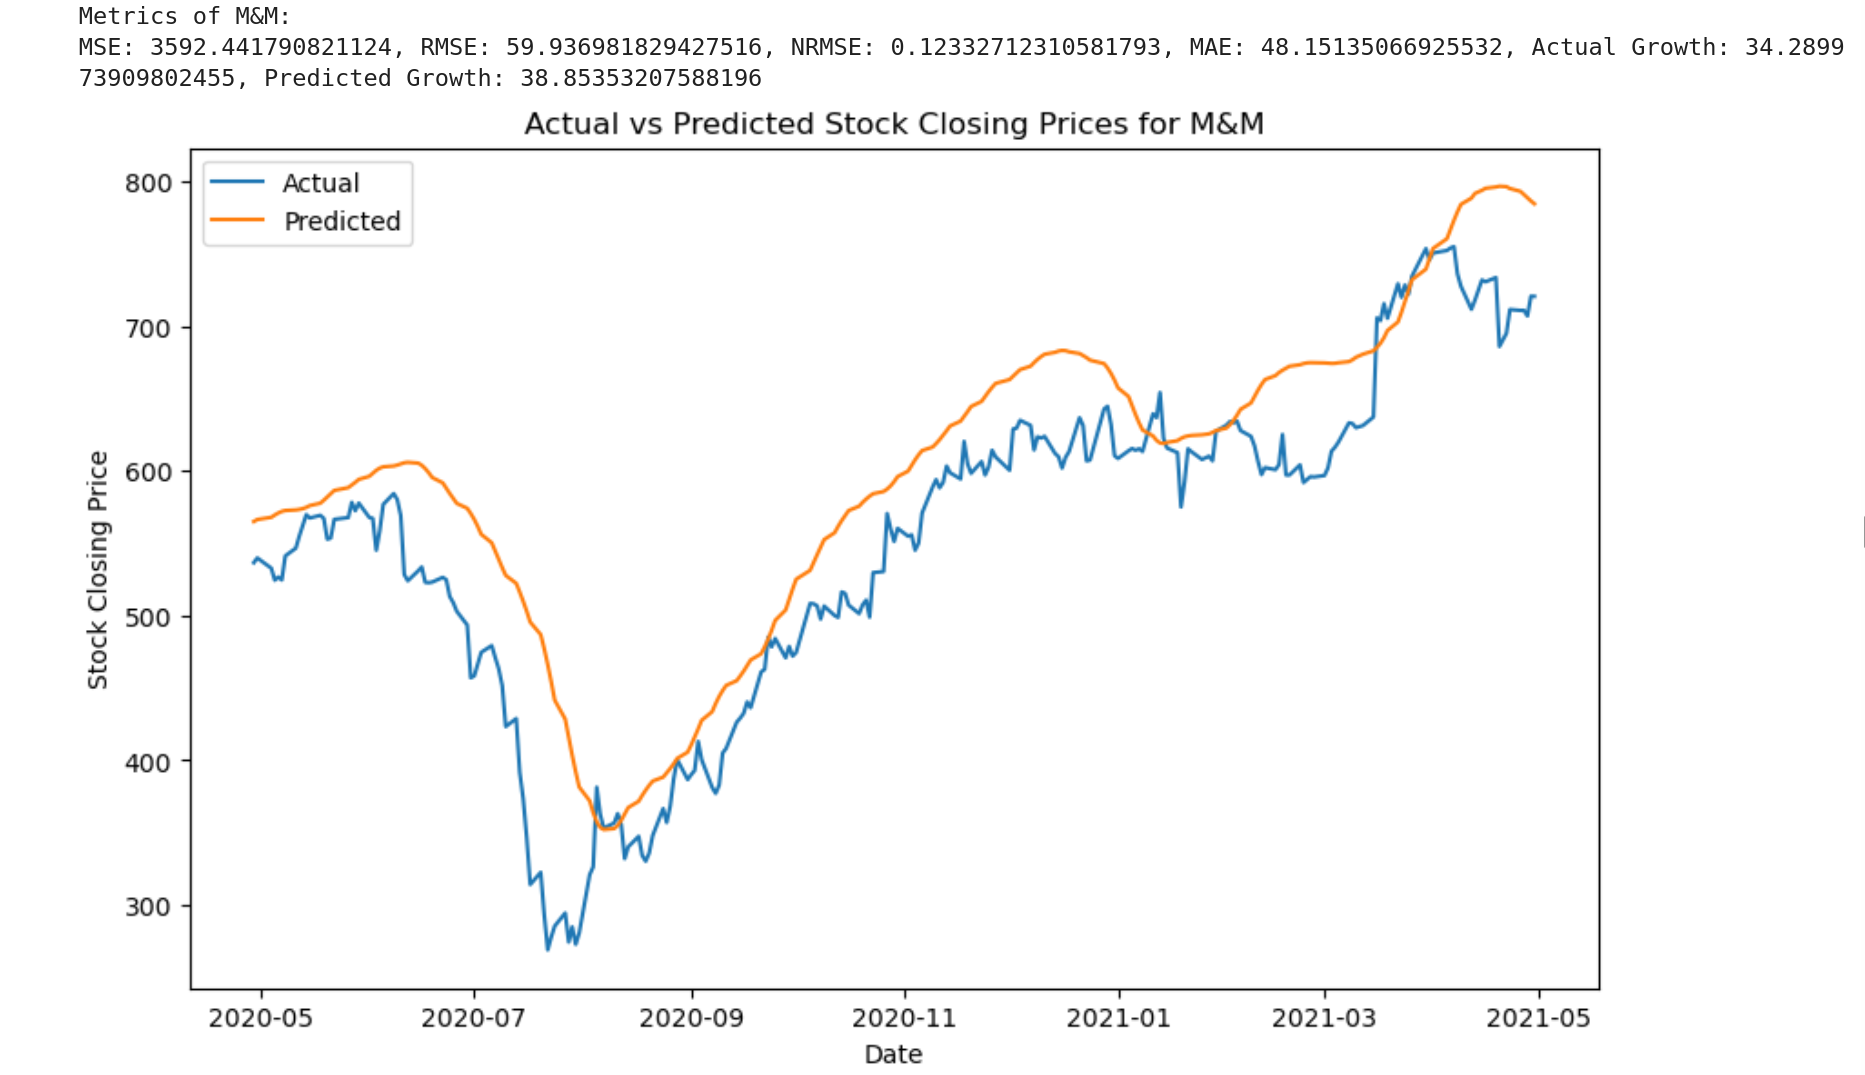 Metrics of M&M:
MSE: 3592.441790821124, RMSE: 59.936981829427516, NRMSE: 0.12332712310581793, MAE: 48.15135066925532, Actual Growth: 34.2899
73909802455, Predicted Growth: 38.85353207588196
Actual vs Predicted Stock Closing Prices for M&M
Actual
Predicted
800
700
600
500
400
300
Stock Closing Price
2020-05 2020-07 2020-09 2020-11 2021-01 2021-03 2021-05
Date